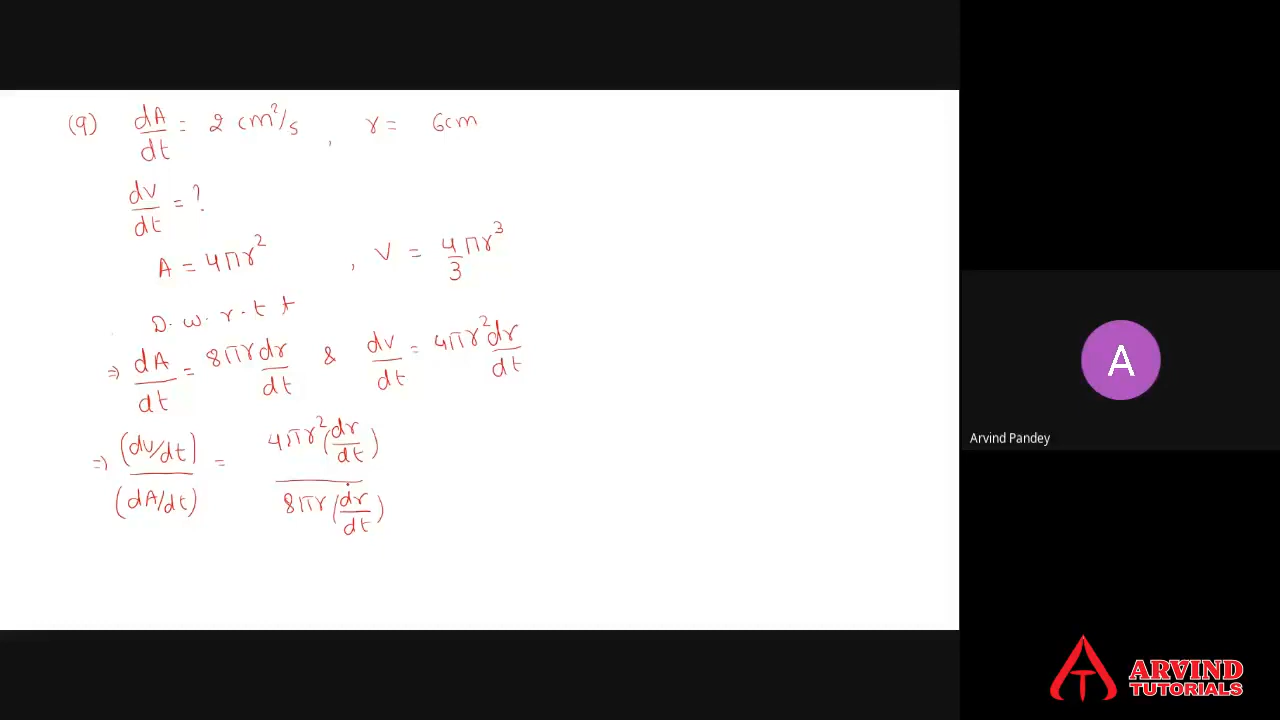 (9) dA/dt = 2 cm²/s , r = 6cm
dv/dt = ?
A = 4πr² , V = 4/3 πr³
D. w. r. t t
⇒ dA/dt = 8πr dr/dt & dv/dt = 4πr² dr/dt
⇒ (dv/dt)/(dA/dt) = 4πr² (dr/dt) / 8πr (dr/dt)
A
Arvind Pandey
ARVIND
TUTORIALS